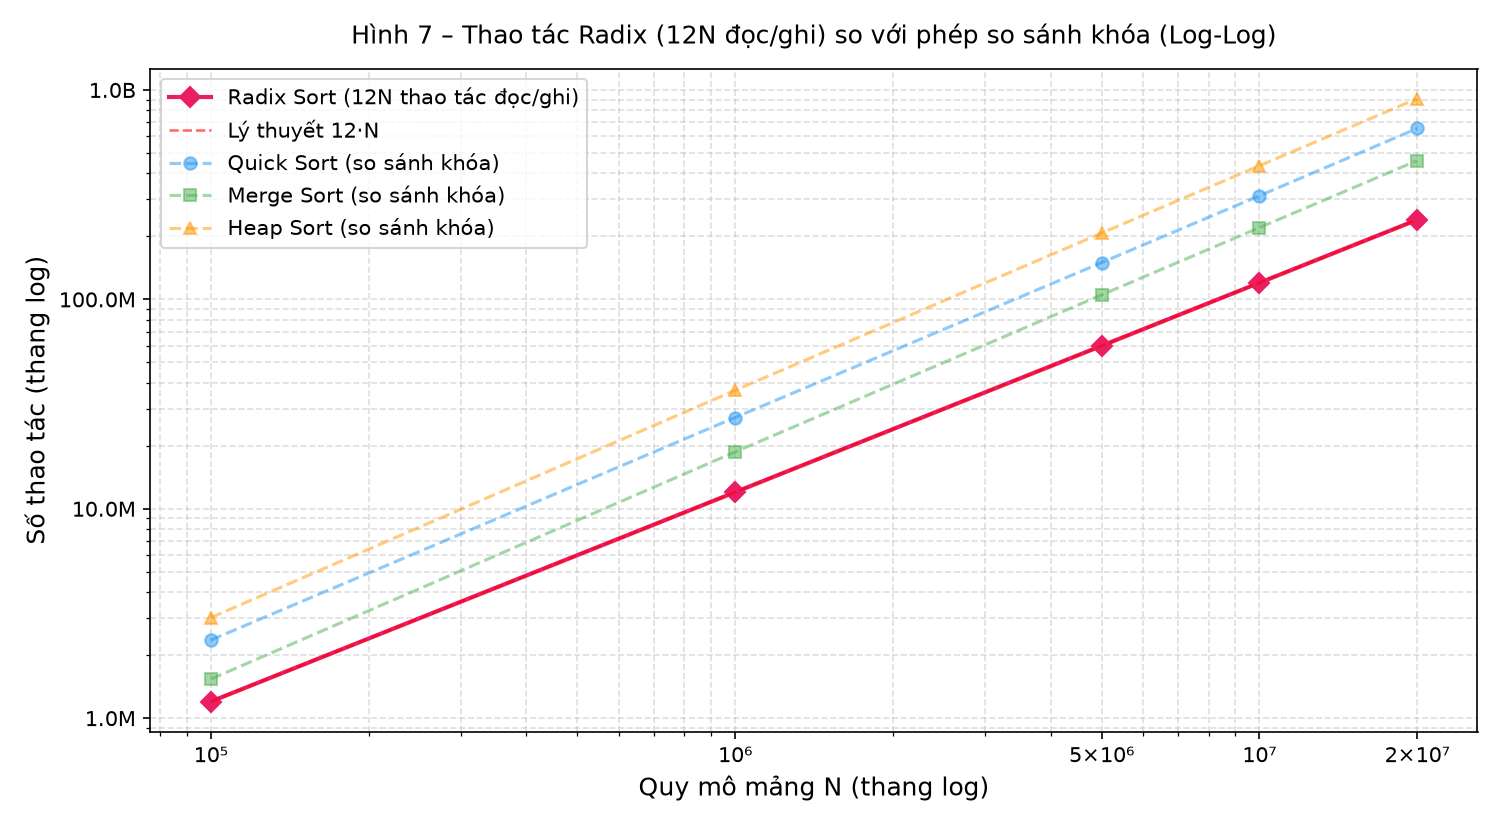 Hình 7 – Thao tác Radix (12N đọc/ghi) so với phép so sánh khóa (Log-Log)
Radix Sort (12N thao tác đọc/ghi)
Lý thuyết 12·N
Quick Sort (so sánh khóa)
Merge Sort (so sánh khóa)
Heap Sort (so sánh khóa)
Số thao tác (thang log)
1.0B
100.0M
10.0M
1.0M
10⁵ 10⁶ 5×10⁶ 10⁷ 2×10⁷
Quy mô mảng N (thang log)